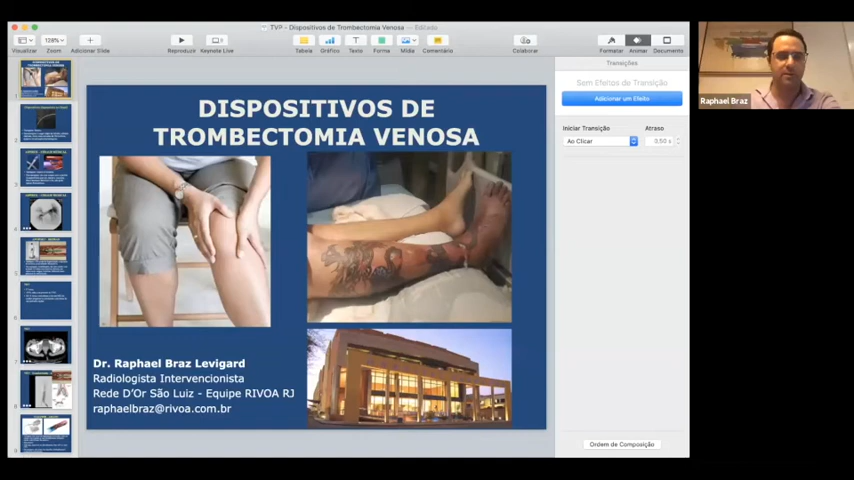 TVP - Dispositivos de Trombectomia Venosa — Editado
128%
Visualizar
Zoom
Adicionar Slide
Reproduzir
Keynote Live
Tabela
Gráfico
Texto
Forma
Mídia
Comentário
Colaborar
Formatar
Animar
Documento
Transições
Sem Efeitos de Transição
Adicionar um Efeito
Iniciar Transição
Atraso
Ao Clicar
3,50 s
Ordem de Composição
DISPOSITIVOS DE
TROMBECTOMIA VENOSA
Dr. Raphael Braz Levigard
Radiologista Intervencionista
Rede D'Or São Luiz - Equipe RIVOA RJ
raphaelbraz@rivoa.com.br
Raphael Braz